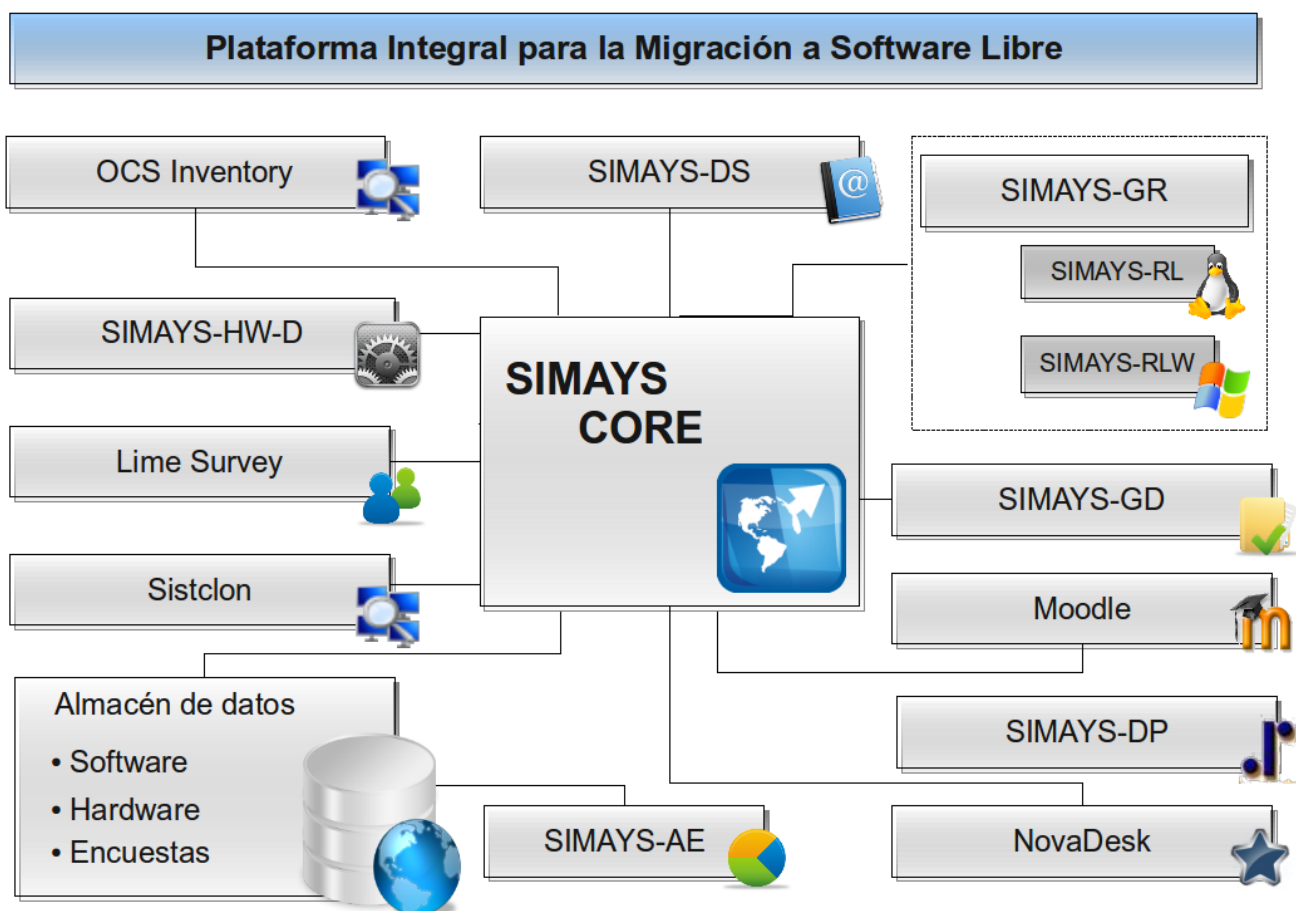 Plataforma Integral para la Migración a Software Libre
OCS Inventory
SIMAYS-DS
@
SIMAYS-GR
SIMAYS-RL
SIMAYS-RLW
SIMAYS-HW-D
SIMAYS
CORE
Lime Survey
SIMAYS-GD
Sistclon
Moodle
m
Almacén de datos
• Software
• Hardware
• Encuestas
SIMAYS-DP
SIMAYS-AE
NovaDesk